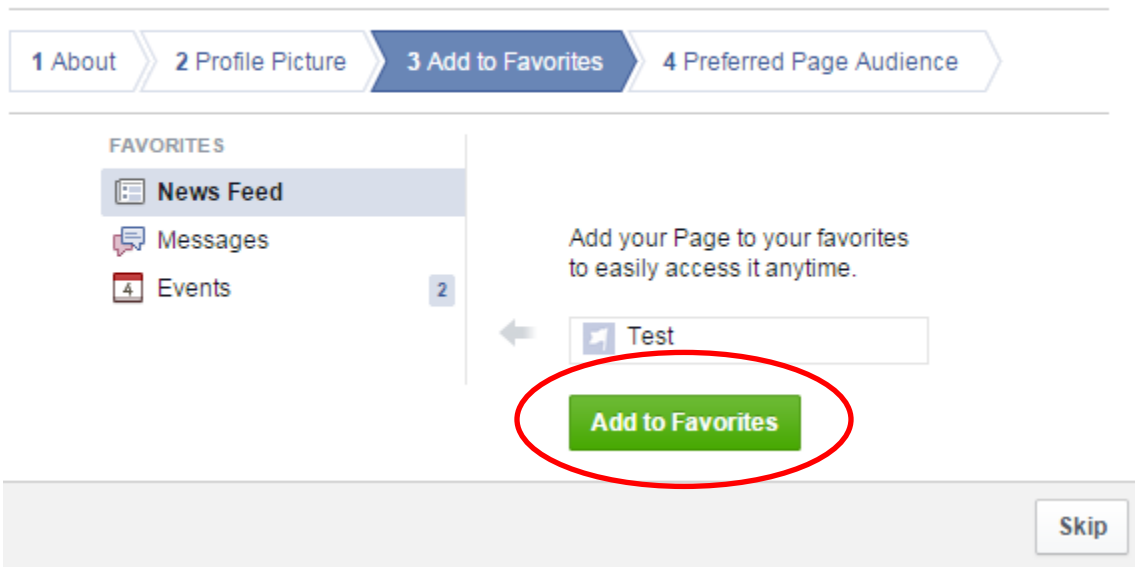 1 About 2 Profile Picture 3 Add to Favorites 4 Preferred Page Audience
FAVORITES
News Feed
Messages
4 Events 2
Add your Page to your favorites
to easily access it anytime.
Test
Add to Favorites
Skip